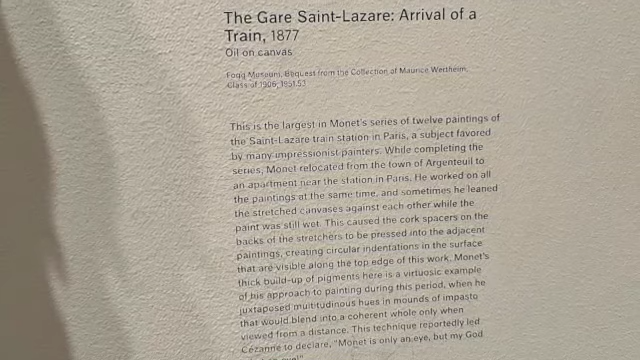 The Gare Saint-Lazare: Arrival of a
Train, 1877
Oil on canvas
Fogg Museum, Bequest from the Collection of Maurice Wertheim,
Class of 1906, 1951.53
This is the largest in Monet's series of twelve paintings of
the Saint-Lazare train station in Paris, a subject favored
by many impressionist painters. While completing the
series, Monet relocated from the town of Argenteuil to
an apartment near the station in Paris. He worked on all
the paintings at the same time, and sometimes he leaned
the stretched canvases against each other while the
paint was still wet. This caused the cork spacers on the
backs of the stretchers to be pressed into the adjacent
paintings, creating circular indentations in the surface
that are visible along the top edge of this work. Monet's
thick build-up of pigments here is a virtuosic example
of his approach to painting during this period, when he
juxtaposed multitudinous hues in mounds of impasto
that would blend into a coherent whole only when
viewed from a distance. This technique reportedly led
Cézanne to declare, "Monet is only an eye, but my God